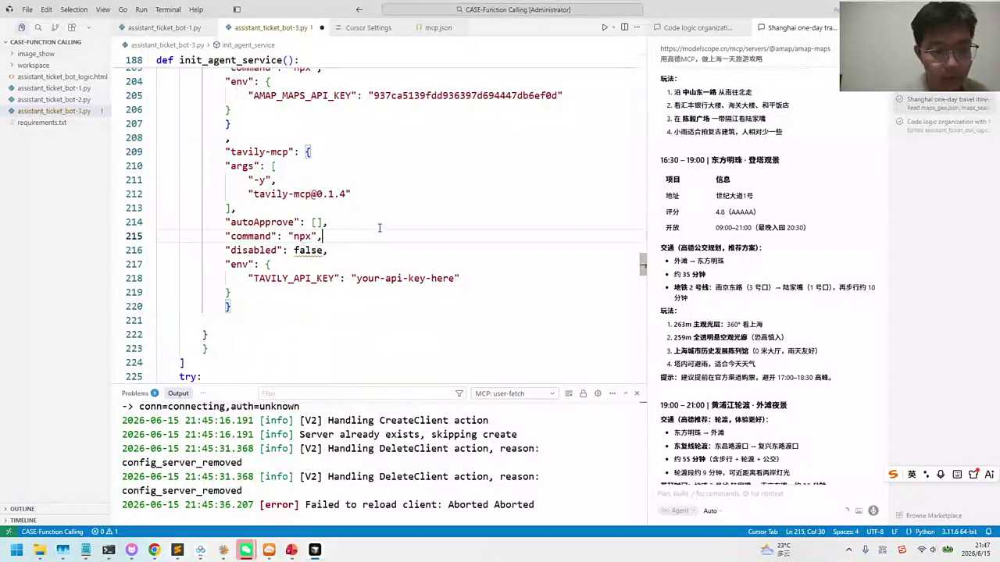 File Edit Selection View Go Run Terminal Help
CASE-Function Calling [Administrator]
assistant_ticket_bot-1.py
assistant_ticket_bot-3.py 1
Cursor Settings
mcp.json
Code logic organizati...
Shanghai one-day tra...
CASE-FUNCTION CALLING
image_show
workspace
assistant_ticket_bot_logic.html
assistant_ticket_bot-1.py
assistant_ticket_bot-2.py
assistant_ticket_bot-3.py 1
requirements.txt
assistant_ticket_bot-3.py > init_agent_service
188 def init_agent_service():
203 "command": "npx",
204 "env": {
205 "AMAP_MAPS_API_KEY": "937ca5139fdd936397d694447db6ef0d"
206 }
207 }
208 ,
209 "tavily-mcp": {
210 "args": [
211 "-y",
212 "tavily-mcp@0.1.4"
213 ],
214 "autoApprove": [],
215 "command": "npx",
216 "disabled": false,
217 "env": {
218 "TAVILY_API_KEY": "your-api-key-here"
219 }
220 }
221
222 }
223 }
224 ]
225 try:
Problems 1 Output ... Filter MCP: user-fetch
-> conn=connecting,auth=unknown
2026-06-15 21:45:16.191 [info] [V2] Handling CreateClient action
2026-06-15 21:45:16.191 [info] Server already exists, skipping create
2026-06-15 21:45:31.368 [info] [V2] Handling DeleteClient action, reason:
config_server_removed
2026-06-15 21:45:31.368 [info] [V2] Handling DeleteClient action, reason:
config_server_removed
2026-06-15 21:45:36.207 [error] Failed to reload client: Aborted Aborted
https://modelscope.cn/mcp/servers/@amap/amap-maps
用高德MCP，做上海一天旅游攻略
玩法：
1. 沿 中山东一路 从南往北走
2. 看汇丰银行大楼、海关大楼、和平饭店
3. 在 陈毅广场 一带隔江看陆家嘴
4. 小雨适合拍复古建筑，人相对少一些
16:30 – 19:00 | 东方明珠 · 登塔观景
项目 信息
地址 世纪大道1号
评分 4.8（AAAAA）
开放 09:00–21:00（最晚入园 20:30）
交通（高德公交规划，推荐方案）：
外滩 → 东方明珠
约 35 分钟
地铁 2 号线：南京东路（3 号口）→ 陆家嘴（1 号口），再步行约 10
分钟
玩法：
1. 263m 主观光层：360° 看上海
2. 259m 全透明悬空观光廊（恐高慎入）
3. 上海城市历史发展陈列馆（0 米大厅，雨天友好）
4. 塔内可避雨，适合今天天气
提示：建议提前在官方渠道购票，避开 17:00–18:30 高峰。
19:00 – 21:00 | 黄浦江轮渡 · 外滩夜景
交通（高德推荐：轮渡，体验更好）：
东方明珠 → 外滩
东复线轮渡：东昌路渡口 → 复兴东路渡口
约 55 分钟（含步行 + 轮渡 + 公交）
轮渡段约 9 分钟，可近距离看两岸灯光
Plan, Build, / for commands, @ for context
Agent Auto
Shanghai one-day travel itine...
Read maps_geo.json, maps_sea...
Code logic organization with
Edited assistant_ticket_bot_logi...
英
Browse Marketplace
OUTLINE
TIMELINE
CASE-Function Calling 0 1
Cursor Tab Ln 215, Col 30 Spaces: 4 UTF-8 LF Python 3.11.6 64-bit
23°C
多云
英
21:47
2026/6/15